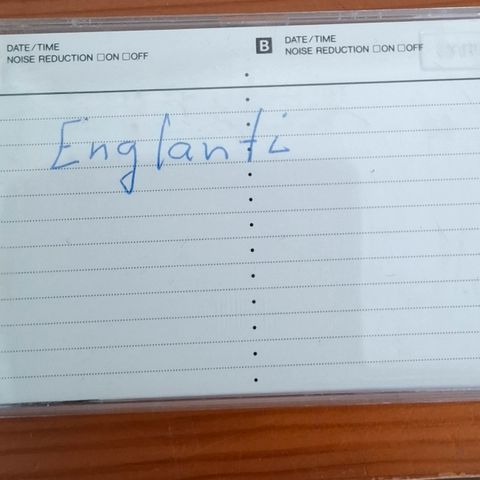 DATE/TIME
NOISE REDUCTION □ON □OFF
B DATE/TIME
NOISE REDUCTION □ON □OFF
Englanti